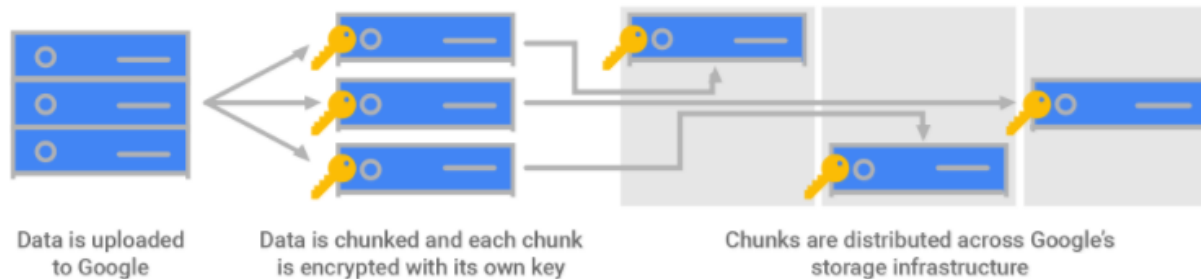 Data is uploaded
to Google
Data is chunked and each chunk
is encrypted with its own key
Chunks are distributed across Google's
storage infrastructure